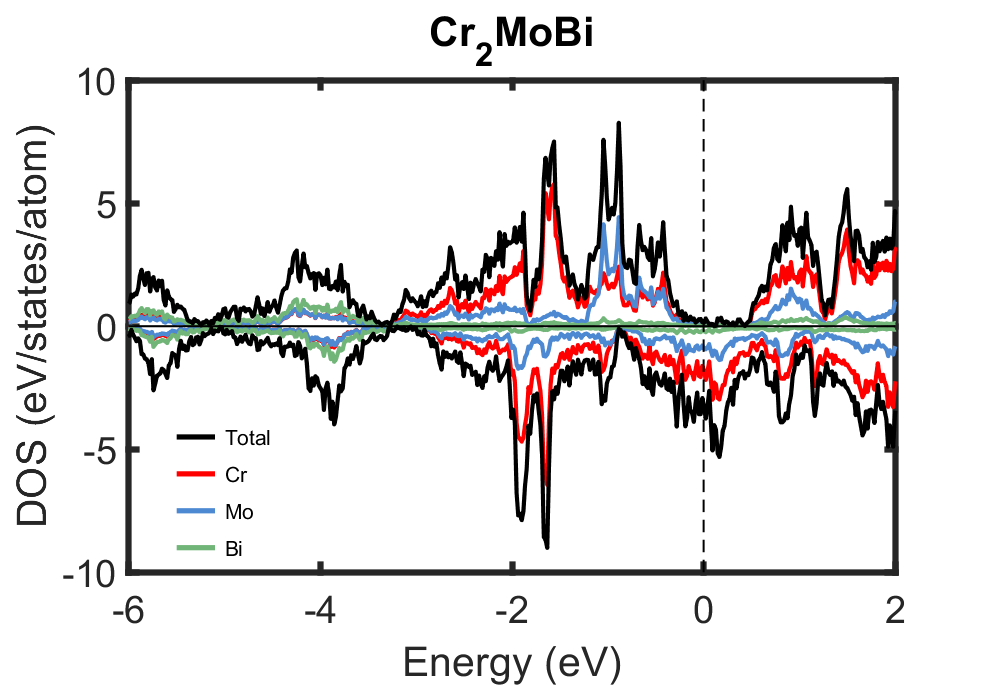 Cr2MoBi
10
5
0
-5
-10
DOS (eV/states/atom)
Total
Cr
Mo
Bi
-6 -4 -2 0 2
Energy (eV)